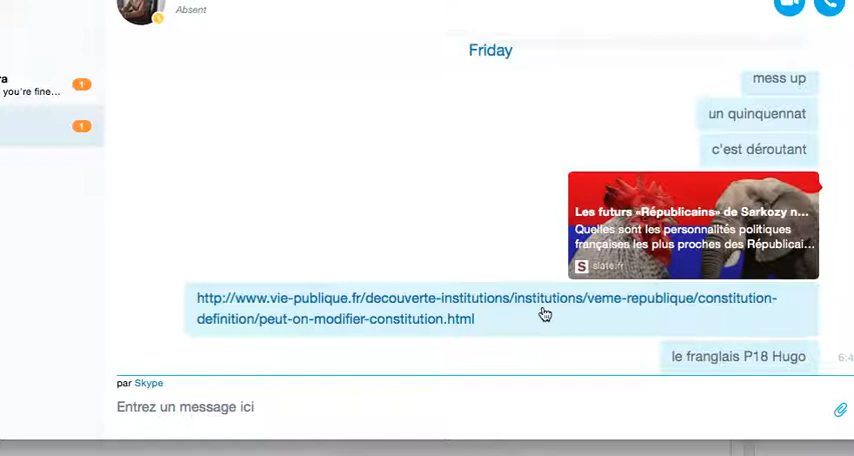 Absent
Friday
ra
you're fine...
1
1
mess up
un quinquennat
c'est déroutant
Les futurs «Républicains» de Sarkozy n...
Quelles sont les personnalités politiques
françaises les plus proches des Républicai...
S slate.fr
http://www.vie-publique.fr/decouverte-institutions/institutions/veme-republique/constitution-
definition/peut-on-modifier-constitution.html
le franglais P18 Hugo
6:4
par Skype
Entrez un message ici